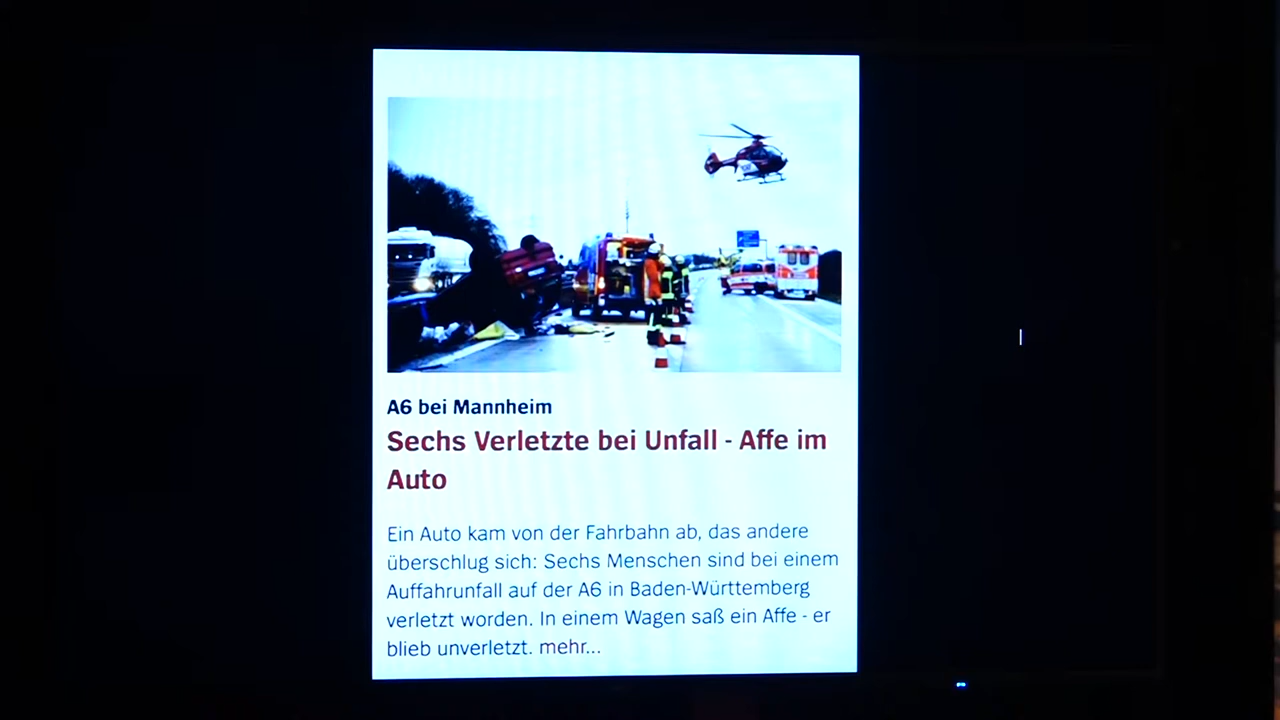 A6 bei Mannheim
Sechs Verletzte bei Unfall - Affe im
Auto
Ein Auto kam von der Fahrbahn ab, das andere
überschlug sich: Sechs Menschen sind bei einem
Auffahrunfall auf der A6 in Baden-Württemberg
verletzt worden. In einem Wagen saß ein Affe - er
blieb unverletzt. mehr...